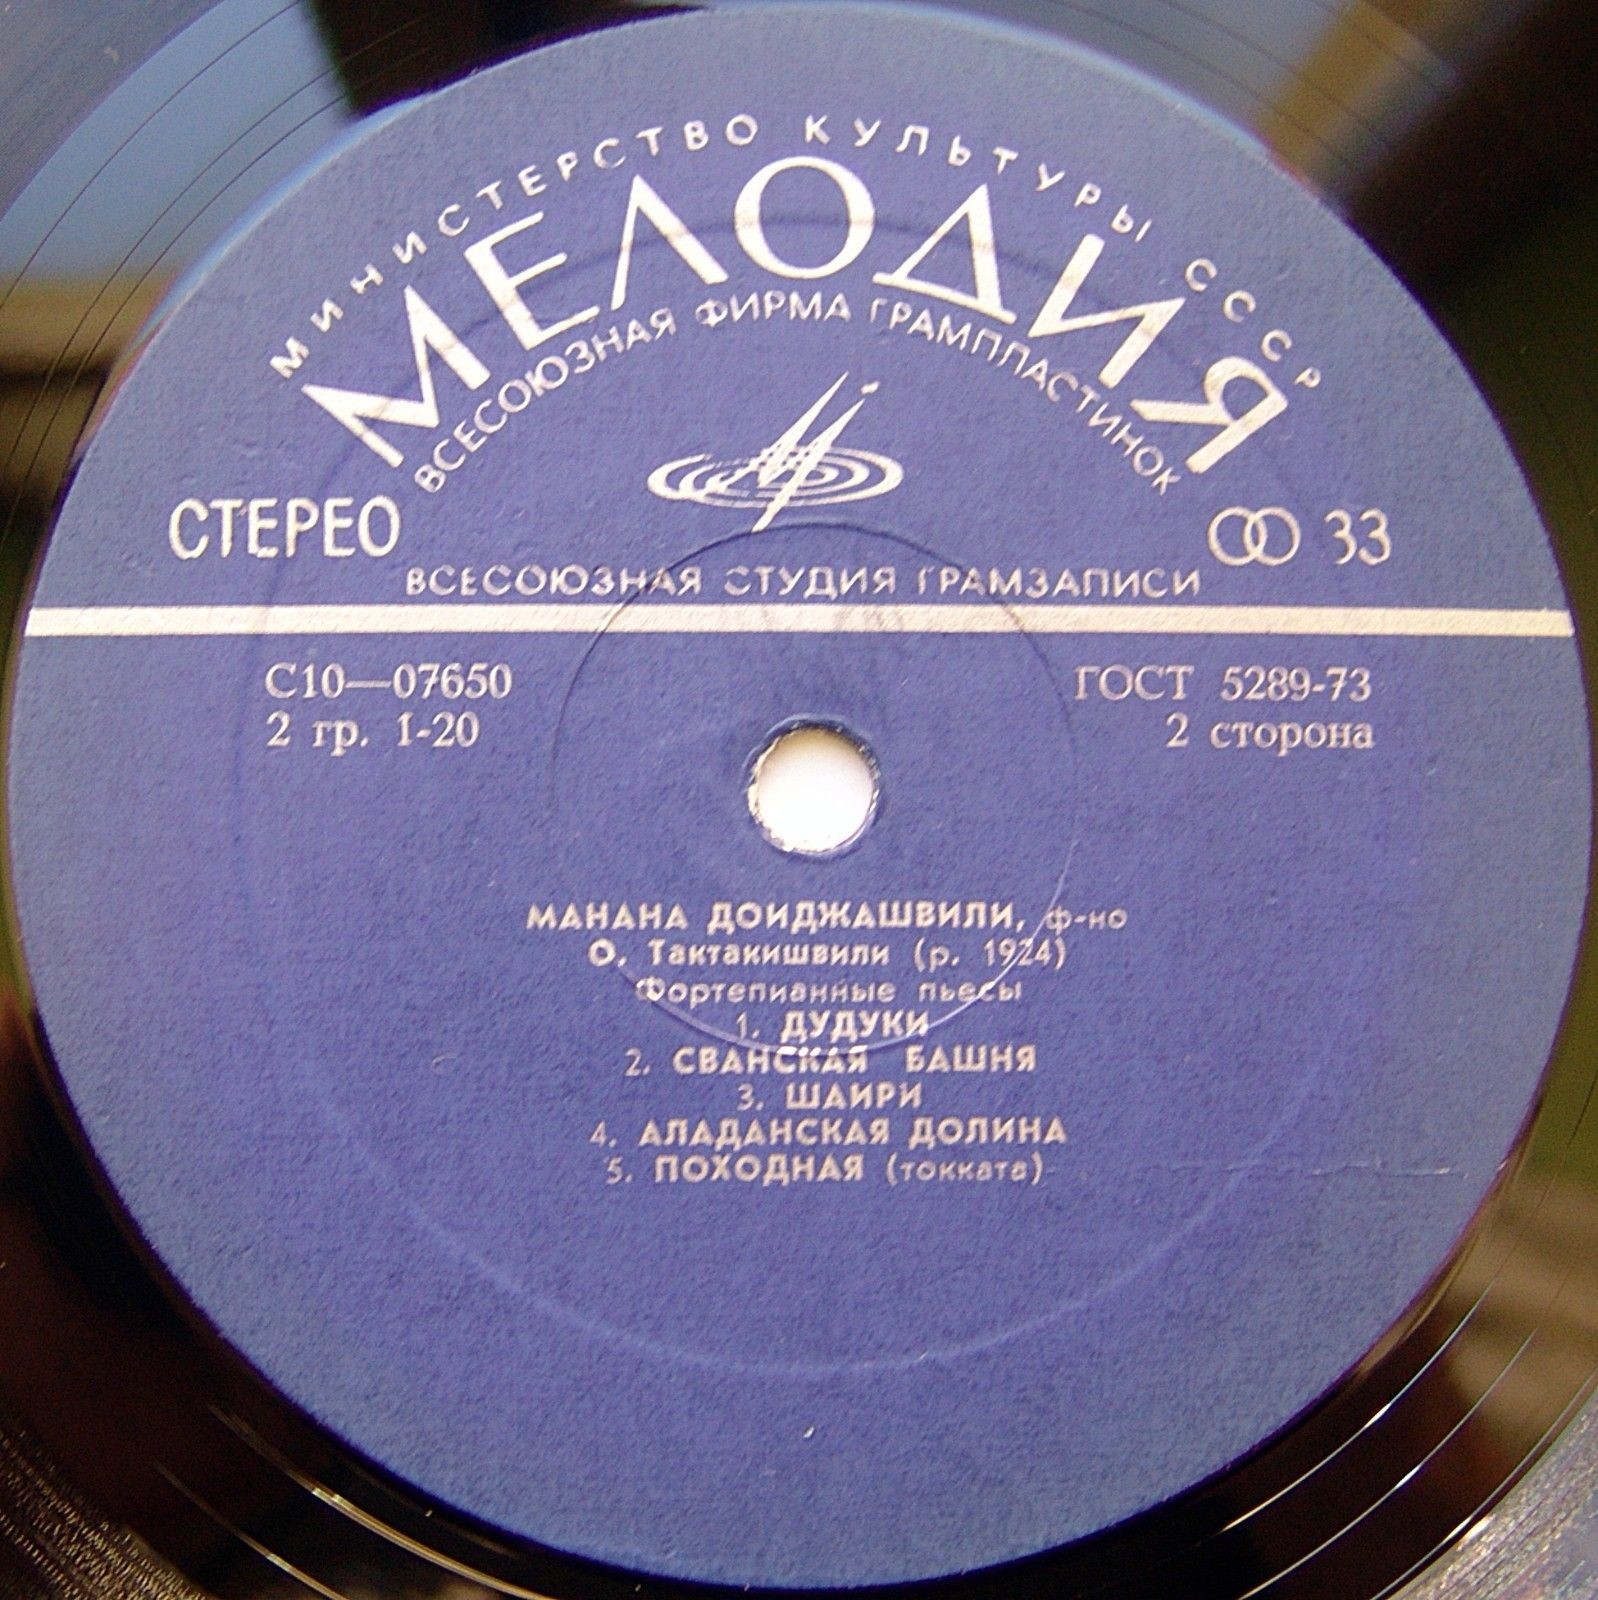 МИНИСТЕРСТВО КУЛЬТУРЫ СССР
МЕЛОДИЯ
ВСЕСОЮЗНАЯ ФИРМА ГРАМПЛАСТИНОК
СТЕРЕО
33
ВСЕСОЮЗНАЯ СТУДИЯ ГРАМЗАПИСИ
С10—07650
ГОСТ 5289-73
2 гр. 1-20
2 сторона
МАНАНА ДОИДЖАШВИЛИ, ф-но
О. Тактакишвили (р. 1924)
Фортепианные пьесы
1. ДУДУКИ
2. СВАНСКАЯ БАШНЯ
3. ШАИРИ
4. АЛАДАНСКАЯ ДОЛИНА
5. ПОХОДНАЯ (токката)